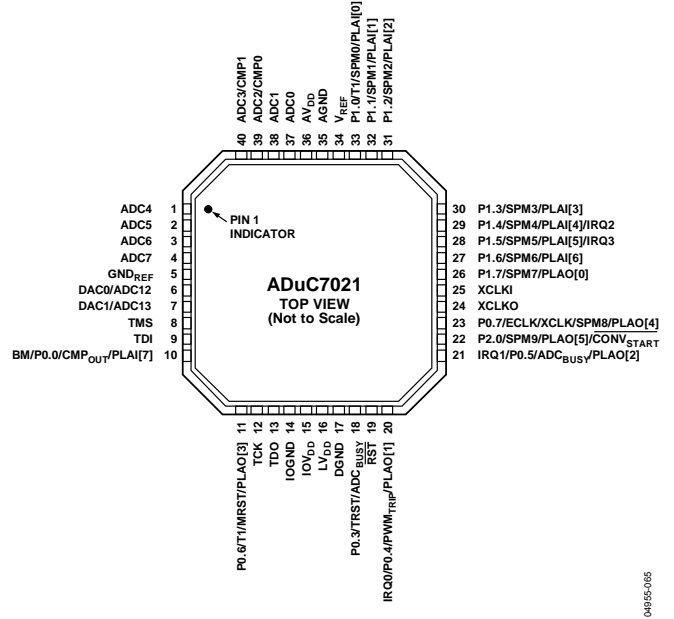 40 ADC3/CMP1
39 ADC2/CMP0
38 ADC1
37 ADC0
36 AVDD
35 AGND
34 VREF
33 P1.0/T1/SPM0/PLAI[0]
32 P1.1/SPM1/PLAI[1]
31 P1.2/SPM2/PLAI[2]
ADC4 1
ADC5 2
ADC6 3
ADC7 4
GNDREF 5
DAC0/ADC12 6
DAC1/ADC13 7
TMS 8
TDI 9
BM/P0.0/CMPOUT/PLAI[7] 10
PIN 1
INDICATOR
ADuC7021
TOP VIEW
(Not to Scale)
30 P1.3/SPM3/PLAI[3]
29 P1.4/SPM4/PLAI[4]/IRQ2
28 P1.5/SPM5/PLAI[5]/IRQ3
27 P1.6/SPM6/PLAI[6]
26 P1.7/SPM7/PLAO[0]
25 XCLKI
24 XCLKO
23 P0.7/ECLK/XCLK/SPM8/PLAO[4]
22 P2.0/SPM9/PLAO[5]/CONVSTART
21 IRQ1/P0.5/ADCBUSY/PLAO[2]
P0.6/T1/MRST/PLAO[3] 11
TCK 12
TDO 13
IOGND 14
IOVDD 15
LVDD 16
DGND 17
P0.3/TRST/ADCBUSY 18
RST 19
IRQ0/P0.4/PWMTRIP/PLAO[1] 20
04955-065